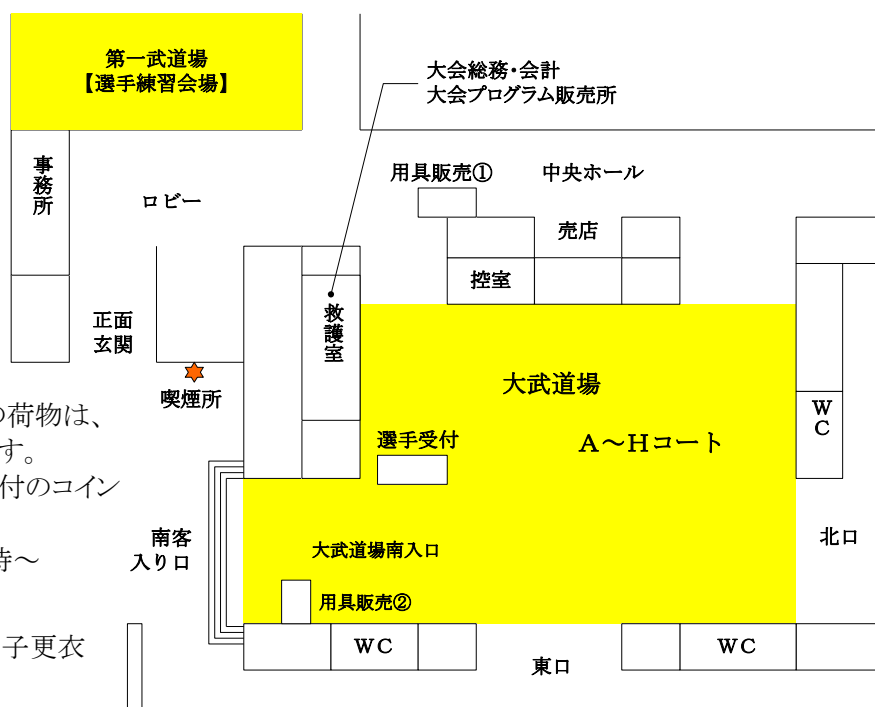 第一武道場
【選手練習会場】
大会総務・会計
大会プログラム販売所
事務所
ロビー
用具販売①
中央ホール
売店
控室
正面
玄関
救護室
喫煙所
大武道場
A～Hコート
WC
選手受付
の荷物は、
す。
付のコイン
時～
子更衣
南客
入り口
大武道場南入口
北口
用具販売②
WC
東口
WC